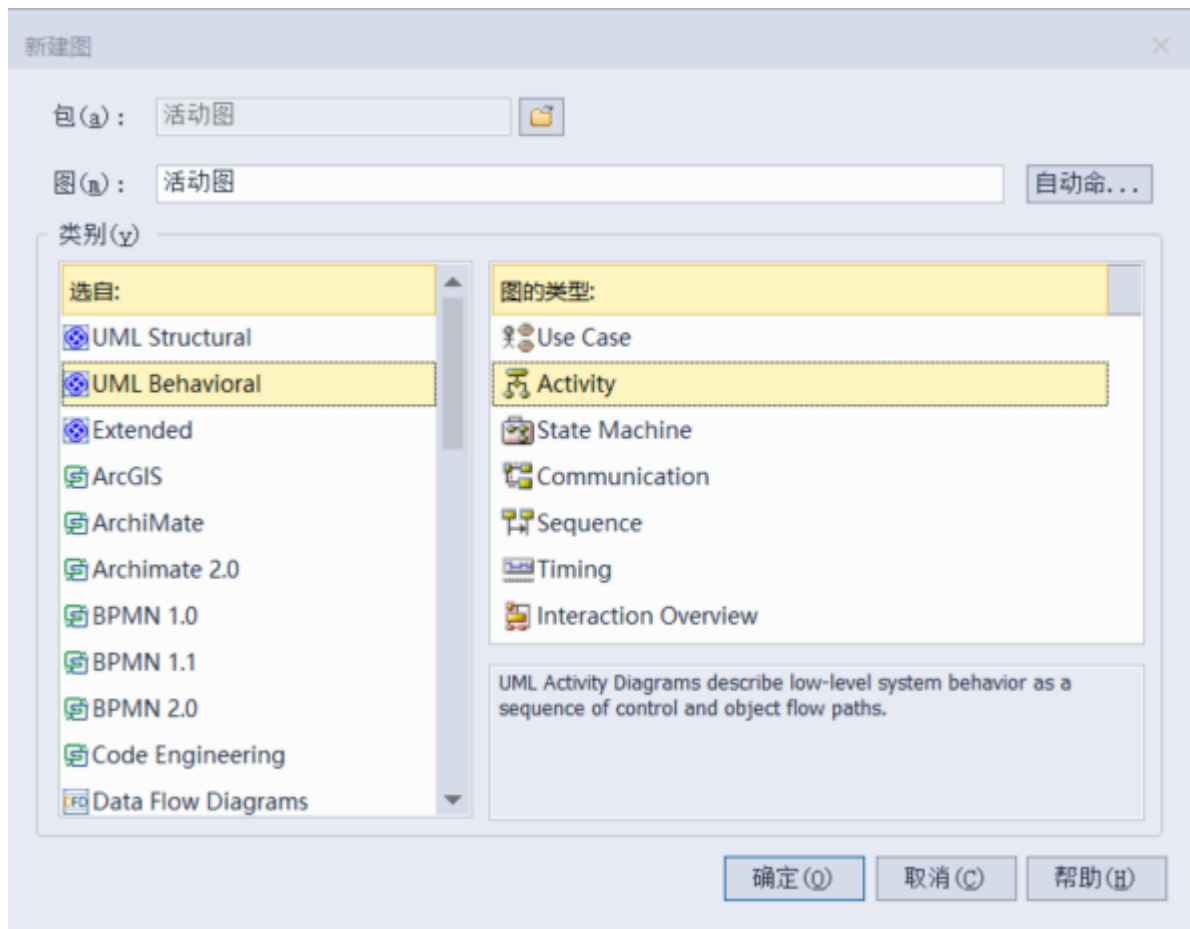 新建图
包(a): 活动图
图(n): 活动图 自动命...
类别(y)
选自:
UML Structural
UML Behavioral
Extended
ArcGIS
ArchiMate
Archimate 2.0
BPMN 1.0
BPMN 1.1
BPMN 2.0
Code Engineering
Data Flow Diagrams
图的类型:
Use Case
Activity
State Machine
Communication
Sequence
Timing
Interaction Overview
UML Activity Diagrams describe low-level system behavior as a
sequence of control and object flow paths.
确定(O) 取消(C) 帮助(H)